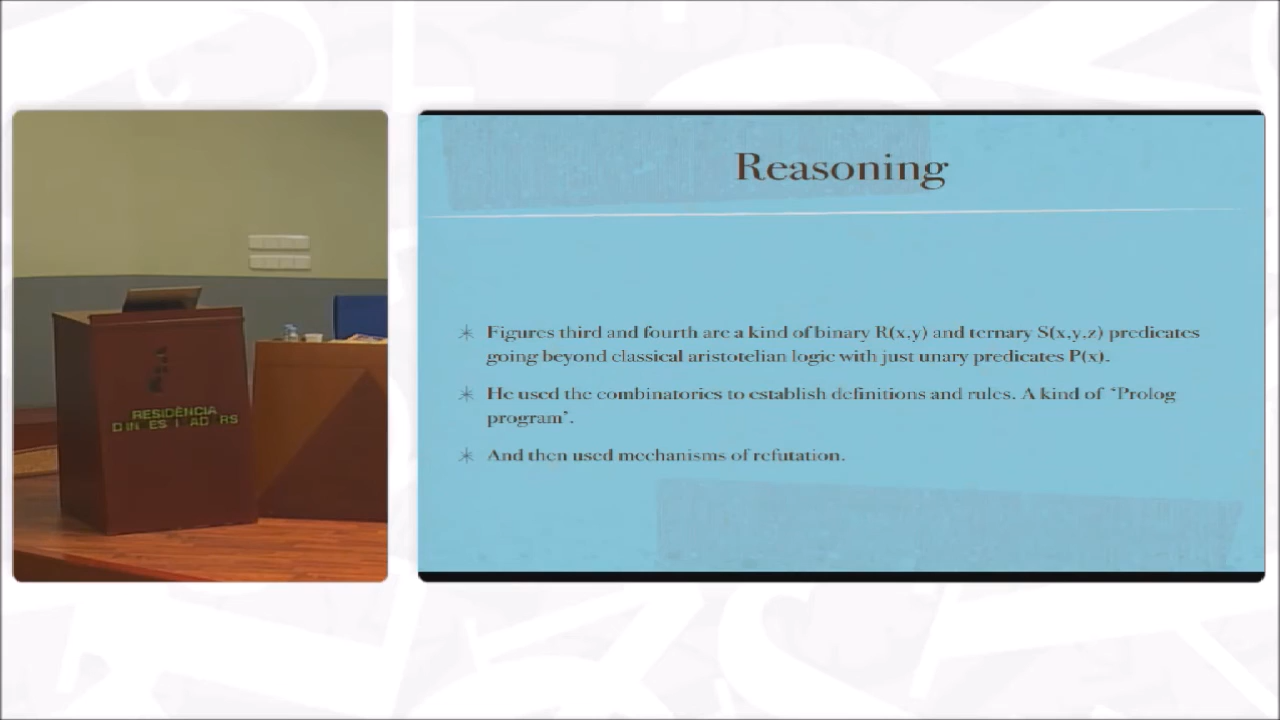 Reasoning
Figures third and fourth are a kind of binary R(x,y) and ternary S(x,y,z) predicates
going beyond classical aristotelian logic with just unary predicates P(x).
He used the combinatorics to establish definitions and rules. A kind of ‘Prolog
program’.
And then used mechanisms of refutation.
RESIDÈNCIA
D IN ES I AD RS